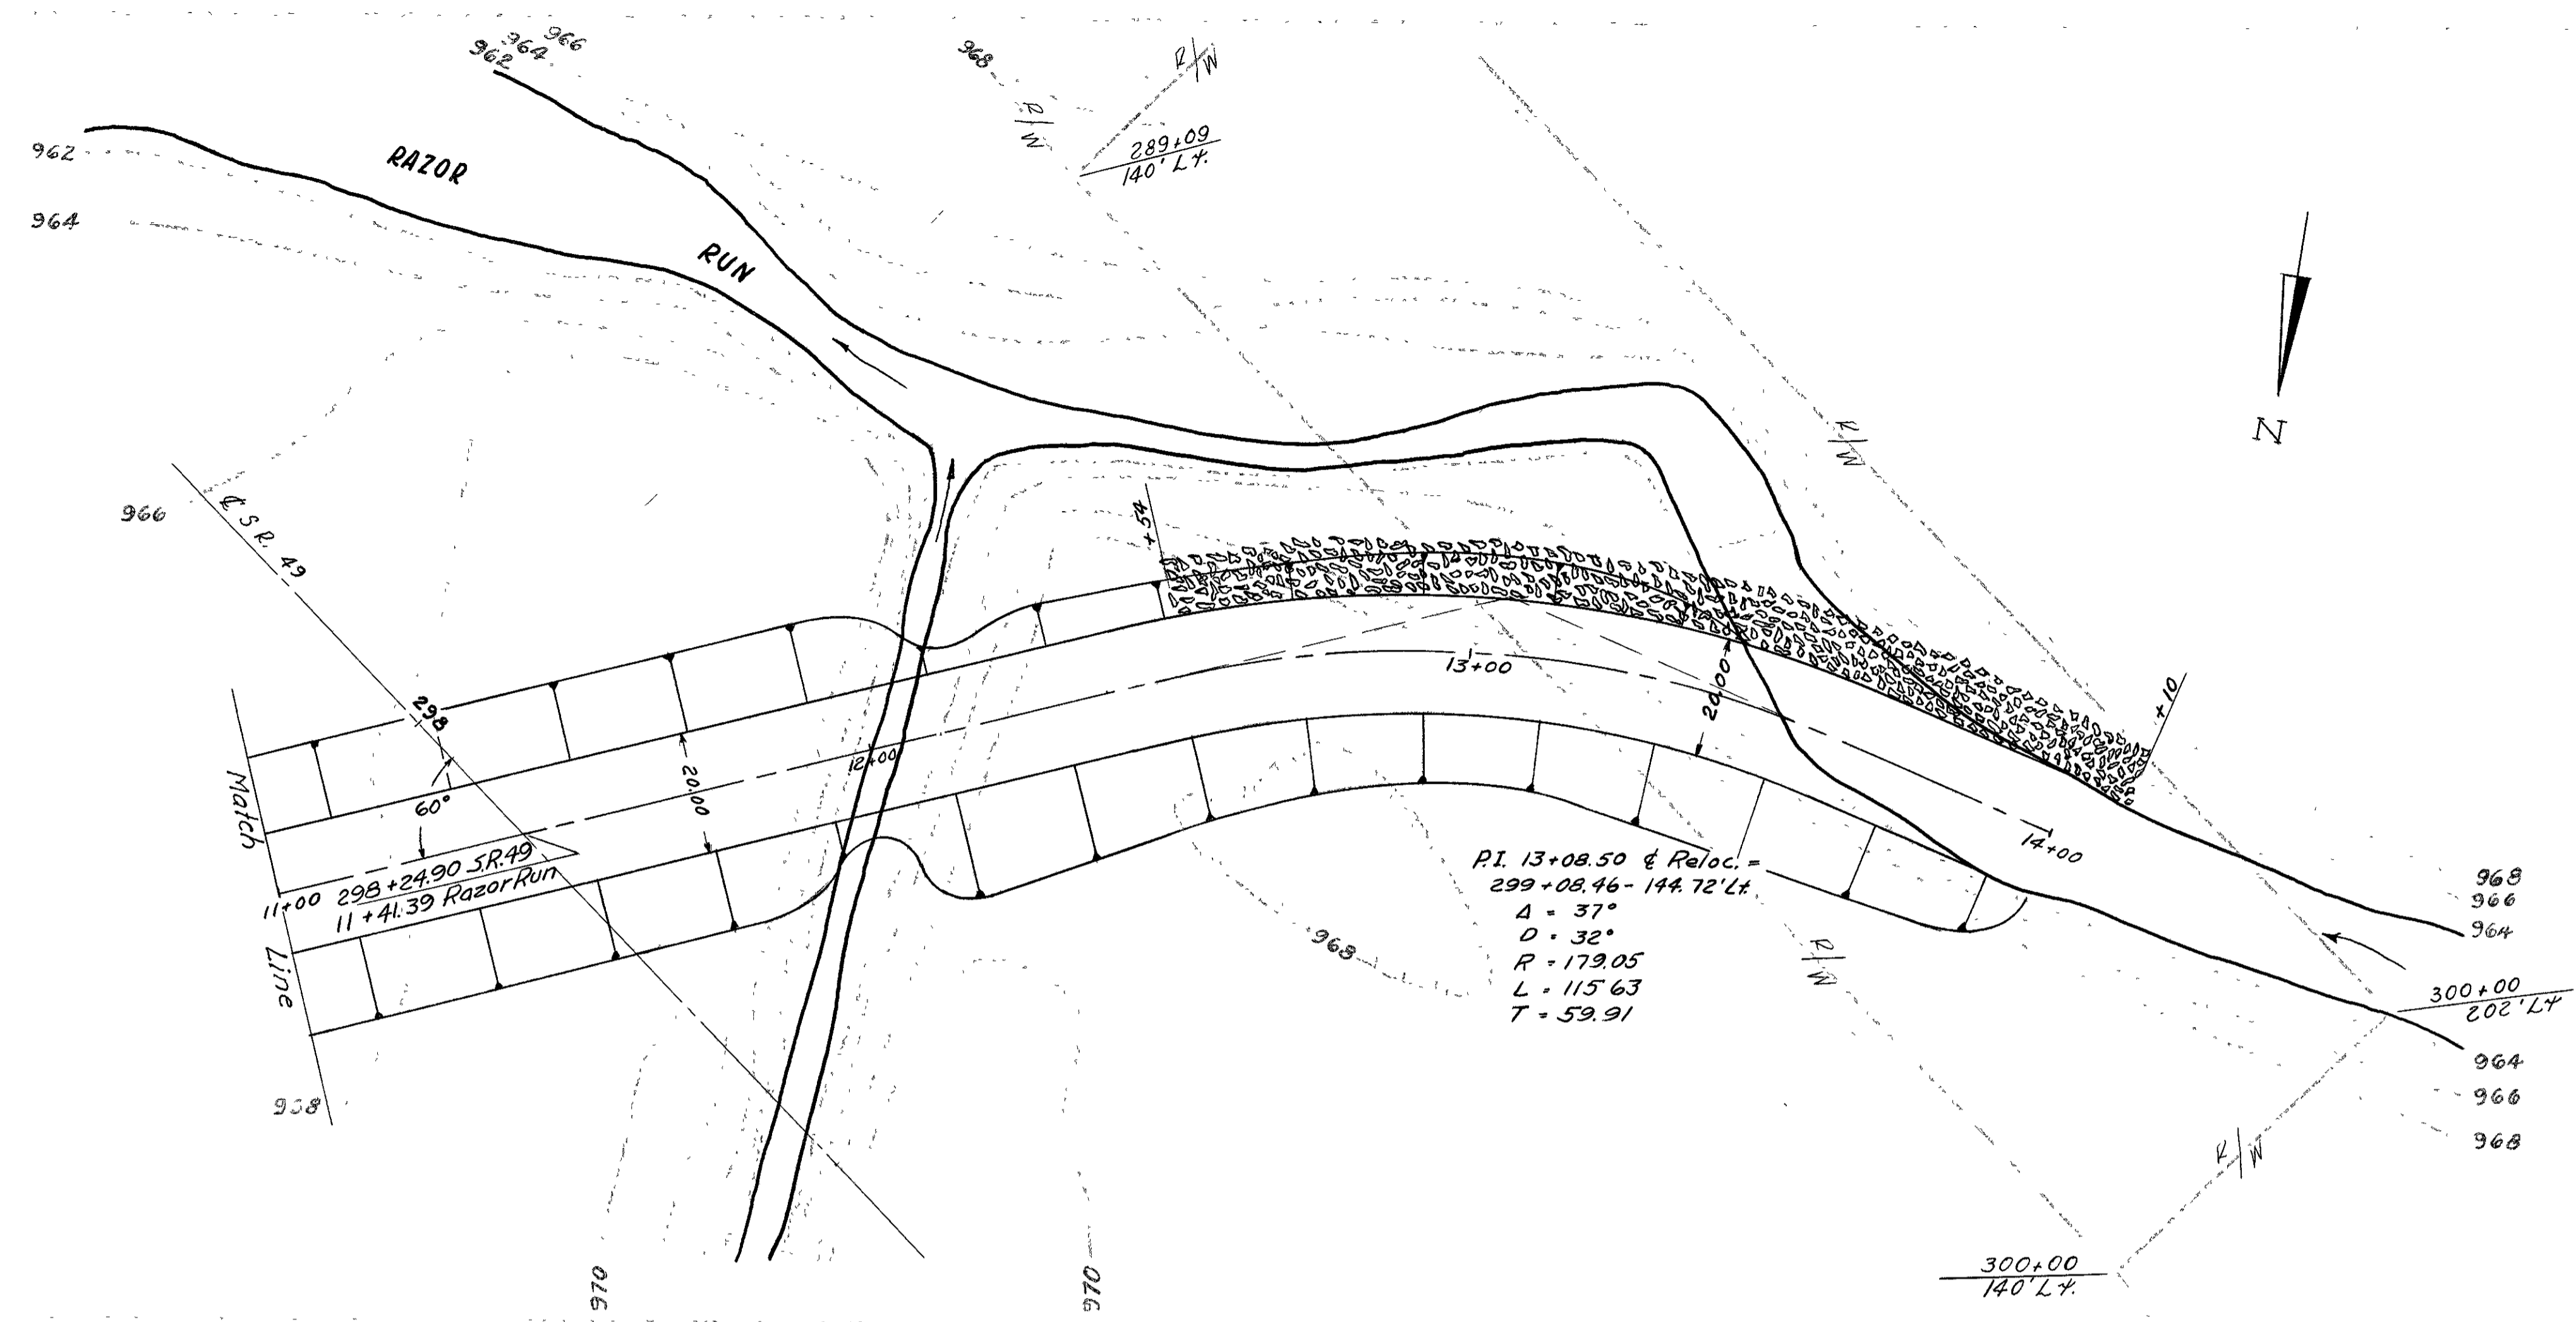 962
964
966
968
R/W
R/W
289+09
140' Lt.
962
964
RAZOR
RUN
N
R/W
966
℄ S.R. 49
+54
298
60°
20.00
12+00
13+00
20.00
+10
14+00
Match
Line
11+00
298+24.90 S.R.49
11+41.39 Razor Run
P.I. 13+08.50 ℄ Reloc. =
299+08.46 - 144.72' Lt.
Δ = 37°
D = 32°
R = 179.05
L = 115.63
T = 59.91
968
R/W
968
966
964
300+00
202' Lt
964
966
968
R/W
968
970
970
300+00
140' Lt.